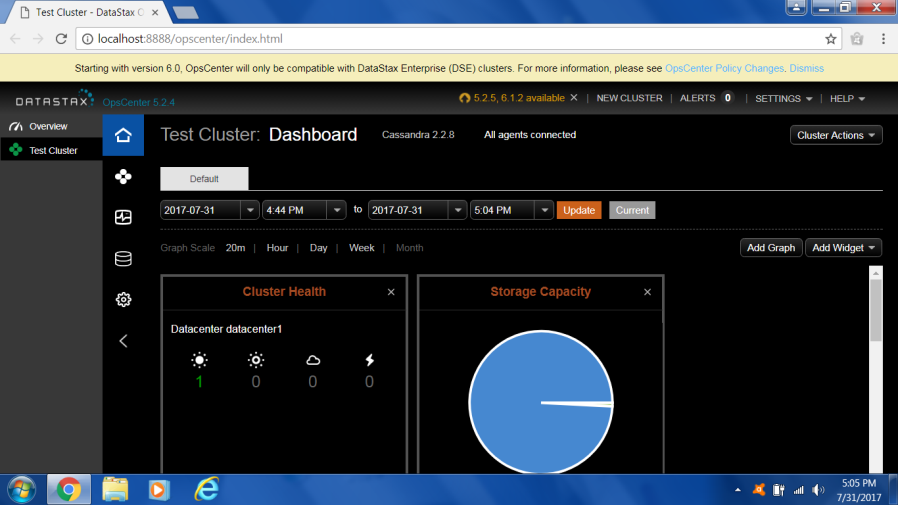 Test Cluster - DataStax O
localhost:8888/opscenter/index.html
Starting with version 6.0, OpsCenter will only be compatible with DataStax Enterprise (DSE) clusters. For more information, please see OpsCenter Policy Changes. Dismiss
DATASTAX OpsCenter 5.2.4 5.2.5, 6.1.2 available × | NEW CLUSTER | ALERTS 0 | SETTINGS | HELP
Overview
Test Cluster
Test Cluster: Dashboard Cassandra 2.2.8 All agents connected Cluster Actions
Default
2017-07-31 4:44 PM to 2017-07-31 5:04 PM Update Current
Graph Scale 20m | Hour | Day | Week | Month Add Graph Add Widget
Cluster Health ×
Datacenter datacenter1
1 0 0 0
Storage Capacity ×
5:05 PM
7/31/2017